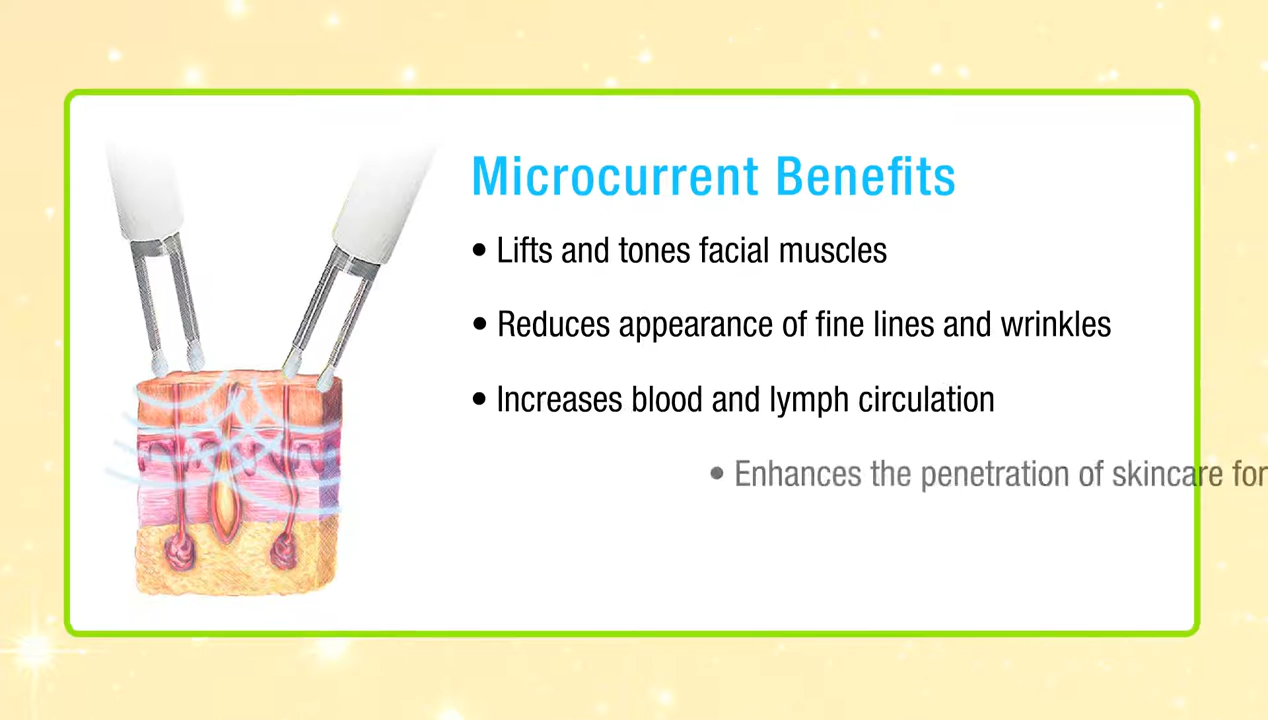 Microcurrent Benefits
• Lifts and tones facial muscles
• Reduces appearance of fine lines and wrinkles
• Increases blood and lymph circulation
• Enhances the penetration of skincare for